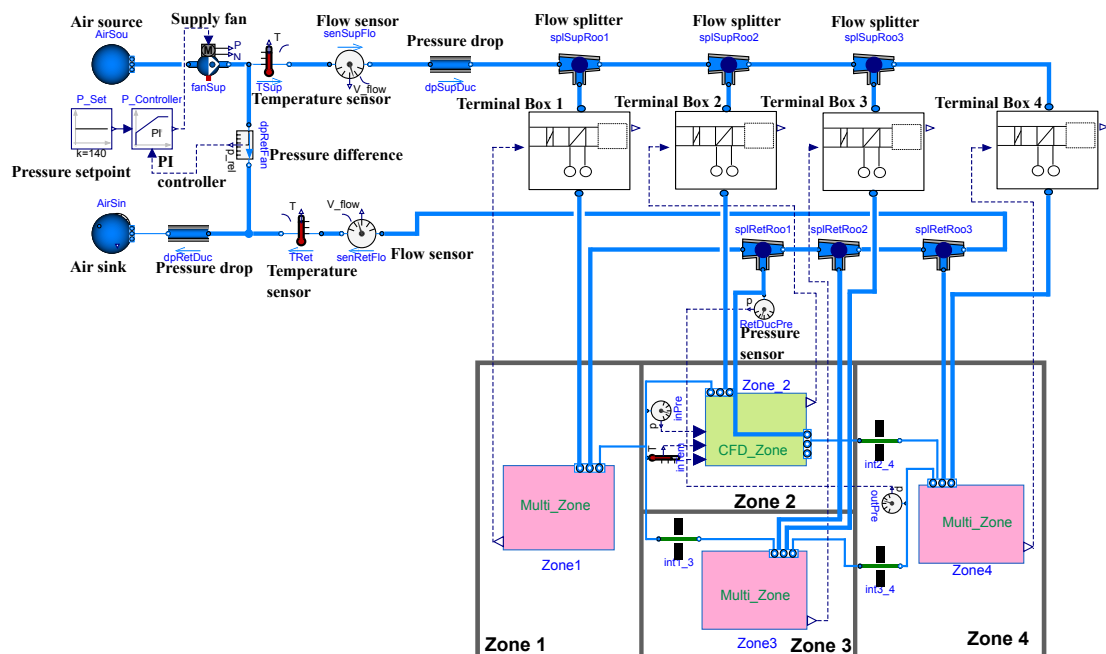 Air source
Supply fan
Flow sensor
Flow splitter
Flow splitter
Flow splitter
AirSou
senSupFlo
Pressure drop
splSupRoo1
splSupRoo2
splSupRoo3
M
P
N
T
V_flow
fanSup
TSup
dpSupDuc
P_Set
P_Controller
Temperature sensor
Terminal Box 1
Terminal Box 2
Terminal Box 3
Terminal Box 4
PI
k=140
p_rel
dpRetFan
Pressure setpoint
PI
controller
Pressure difference
AirSin
T
V_flow
splRetRoo1
splRetRoo2
splRetRoo3
Air sink
dpRetDuc
Pressure drop
TRet
senRetFlo
Flow sensor
Temperature
sensor
p
RetDucPre
Pressure
sensor
Zone_2
inPre
p
CFD_Zone
T
inTem
int2_4
Zone 2
p
outPre
Multi_Zone
Multi_Zone
Zone1
int1_3
Multi_Zone
int3_4
Zone4
Zone3
Zone 1
Zone 3
Zone 4